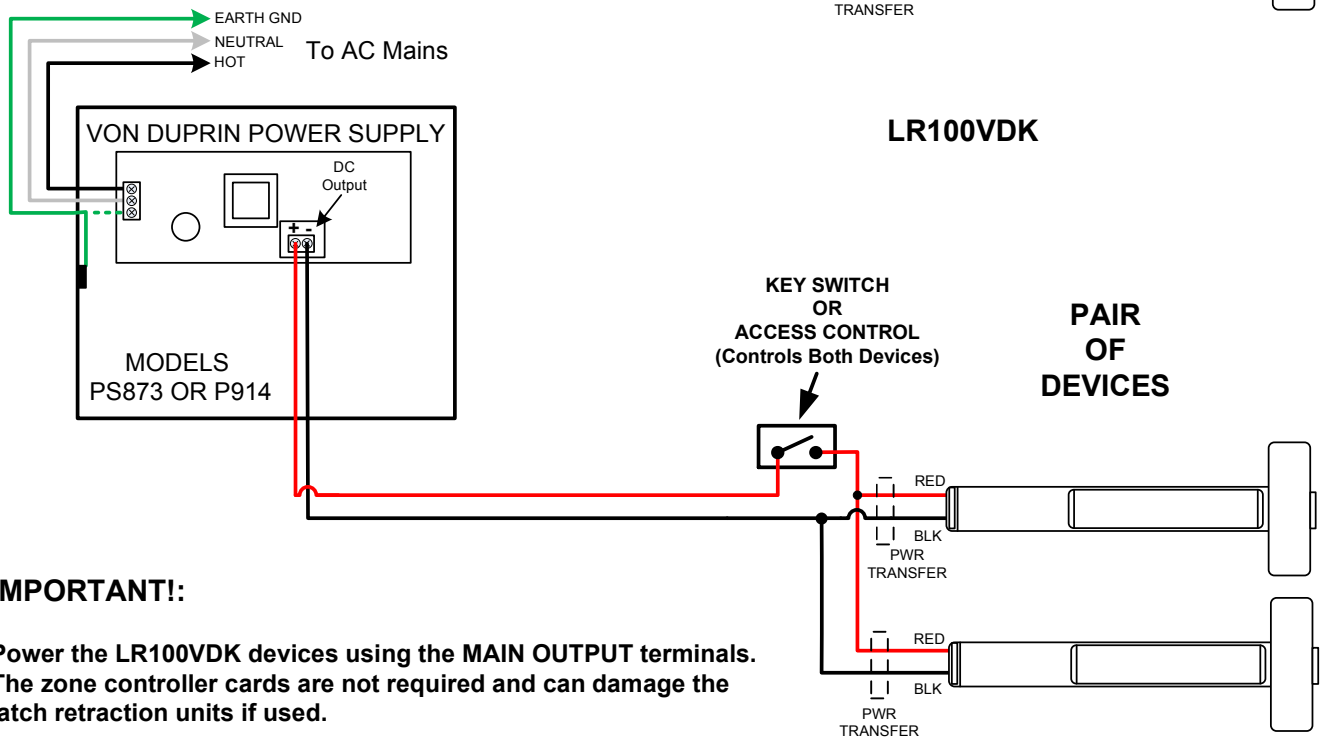 TRANSFER
EARTH GND
NEUTRAL
HOT
To AC Mains
VON DUPRIN POWER SUPPLY
DC
Output
+ -
MODELS
PS873 OR P914
LR100VDK
KEY SWITCH
OR
ACCESS CONTROL
(Controls Both Devices)
PAIR
OF
DEVICES
RED
BLK
PWR
TRANSFER
RED
BLK
PWR
TRANSFER
MPORTANT!:
Power the LR100VDK devices using the MAIN OUTPUT terminals.
The zone controller cards are not required and can damage the
atch retraction units if used.